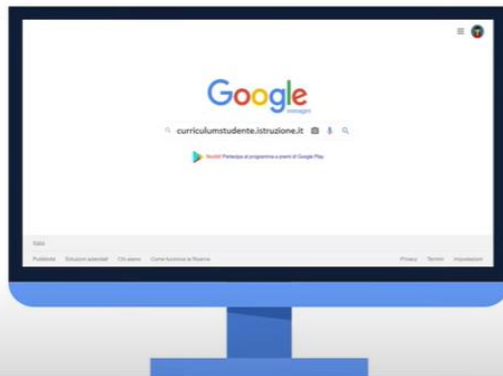 Google
immagini
curriculumstudente.istruzione.it
Novità! Partecipa al programma a premi di Google Play
Italia
Pubblicità Soluzioni aziendali Chi siamo Come funziona la Ricerca Privacy Termini Impostazioni